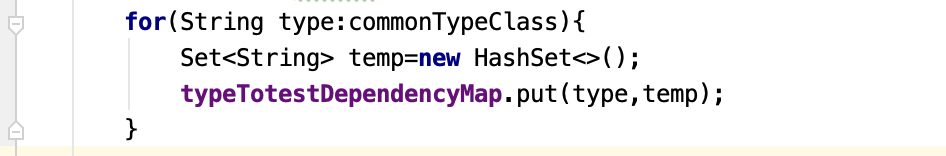 for(String type:commonTypeClass){
Set<String> temp=new HashSet<>();
typeTotestDependencyMap.put(type,temp);
}